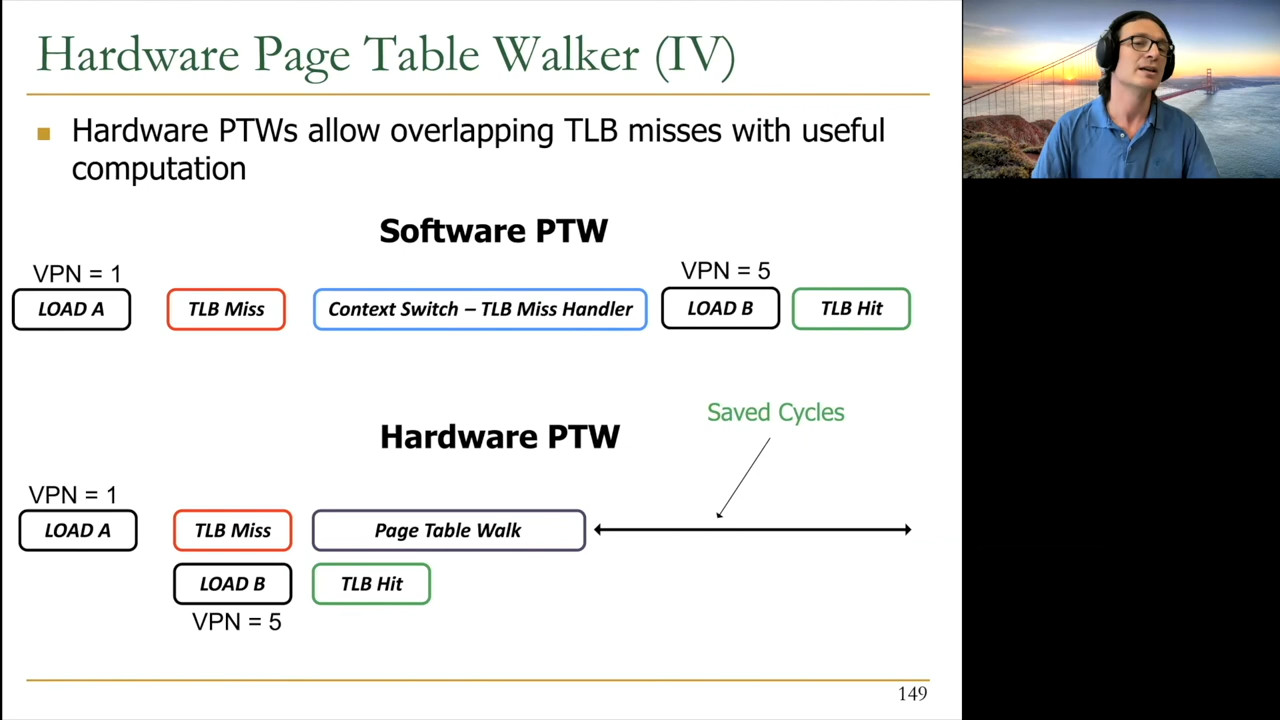 Hardware Page Table Walker (IV)
Hardware PTWs allow overlapping TLB misses with useful
computation
Software PTW
VPN = 1
VPN = 5
LOAD A
TLB Miss
Context Switch – TLB Miss Handler
LOAD B
TLB Hit
Saved Cycles
Hardware PTW
VPN = 1
LOAD A
TLB Miss
Page Table Walk
LOAD B
TLB Hit
VPN = 5
149